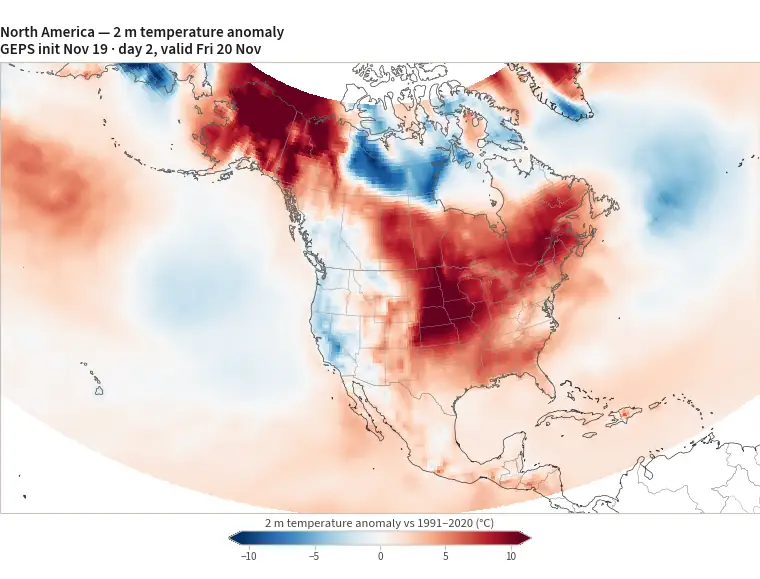 North America — 2 m temperature anomaly
GEPS init Nov 19 · day 2, valid Fri 20 Nov
2 m temperature anomaly vs 1991–2020 (°C)
−10 −5 0 5 10